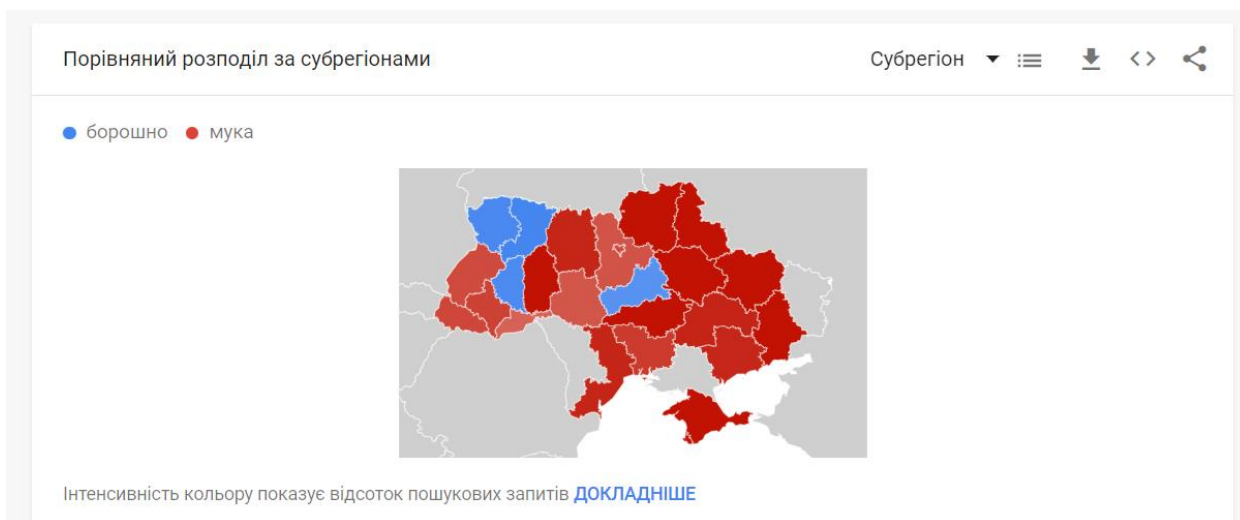 Порівняний розподіл за субрегіонами
Субрегіон
борошно мука
Інтенсивність кольору показує відсоток пошукових запитів ДОКЛАДНІШЕ